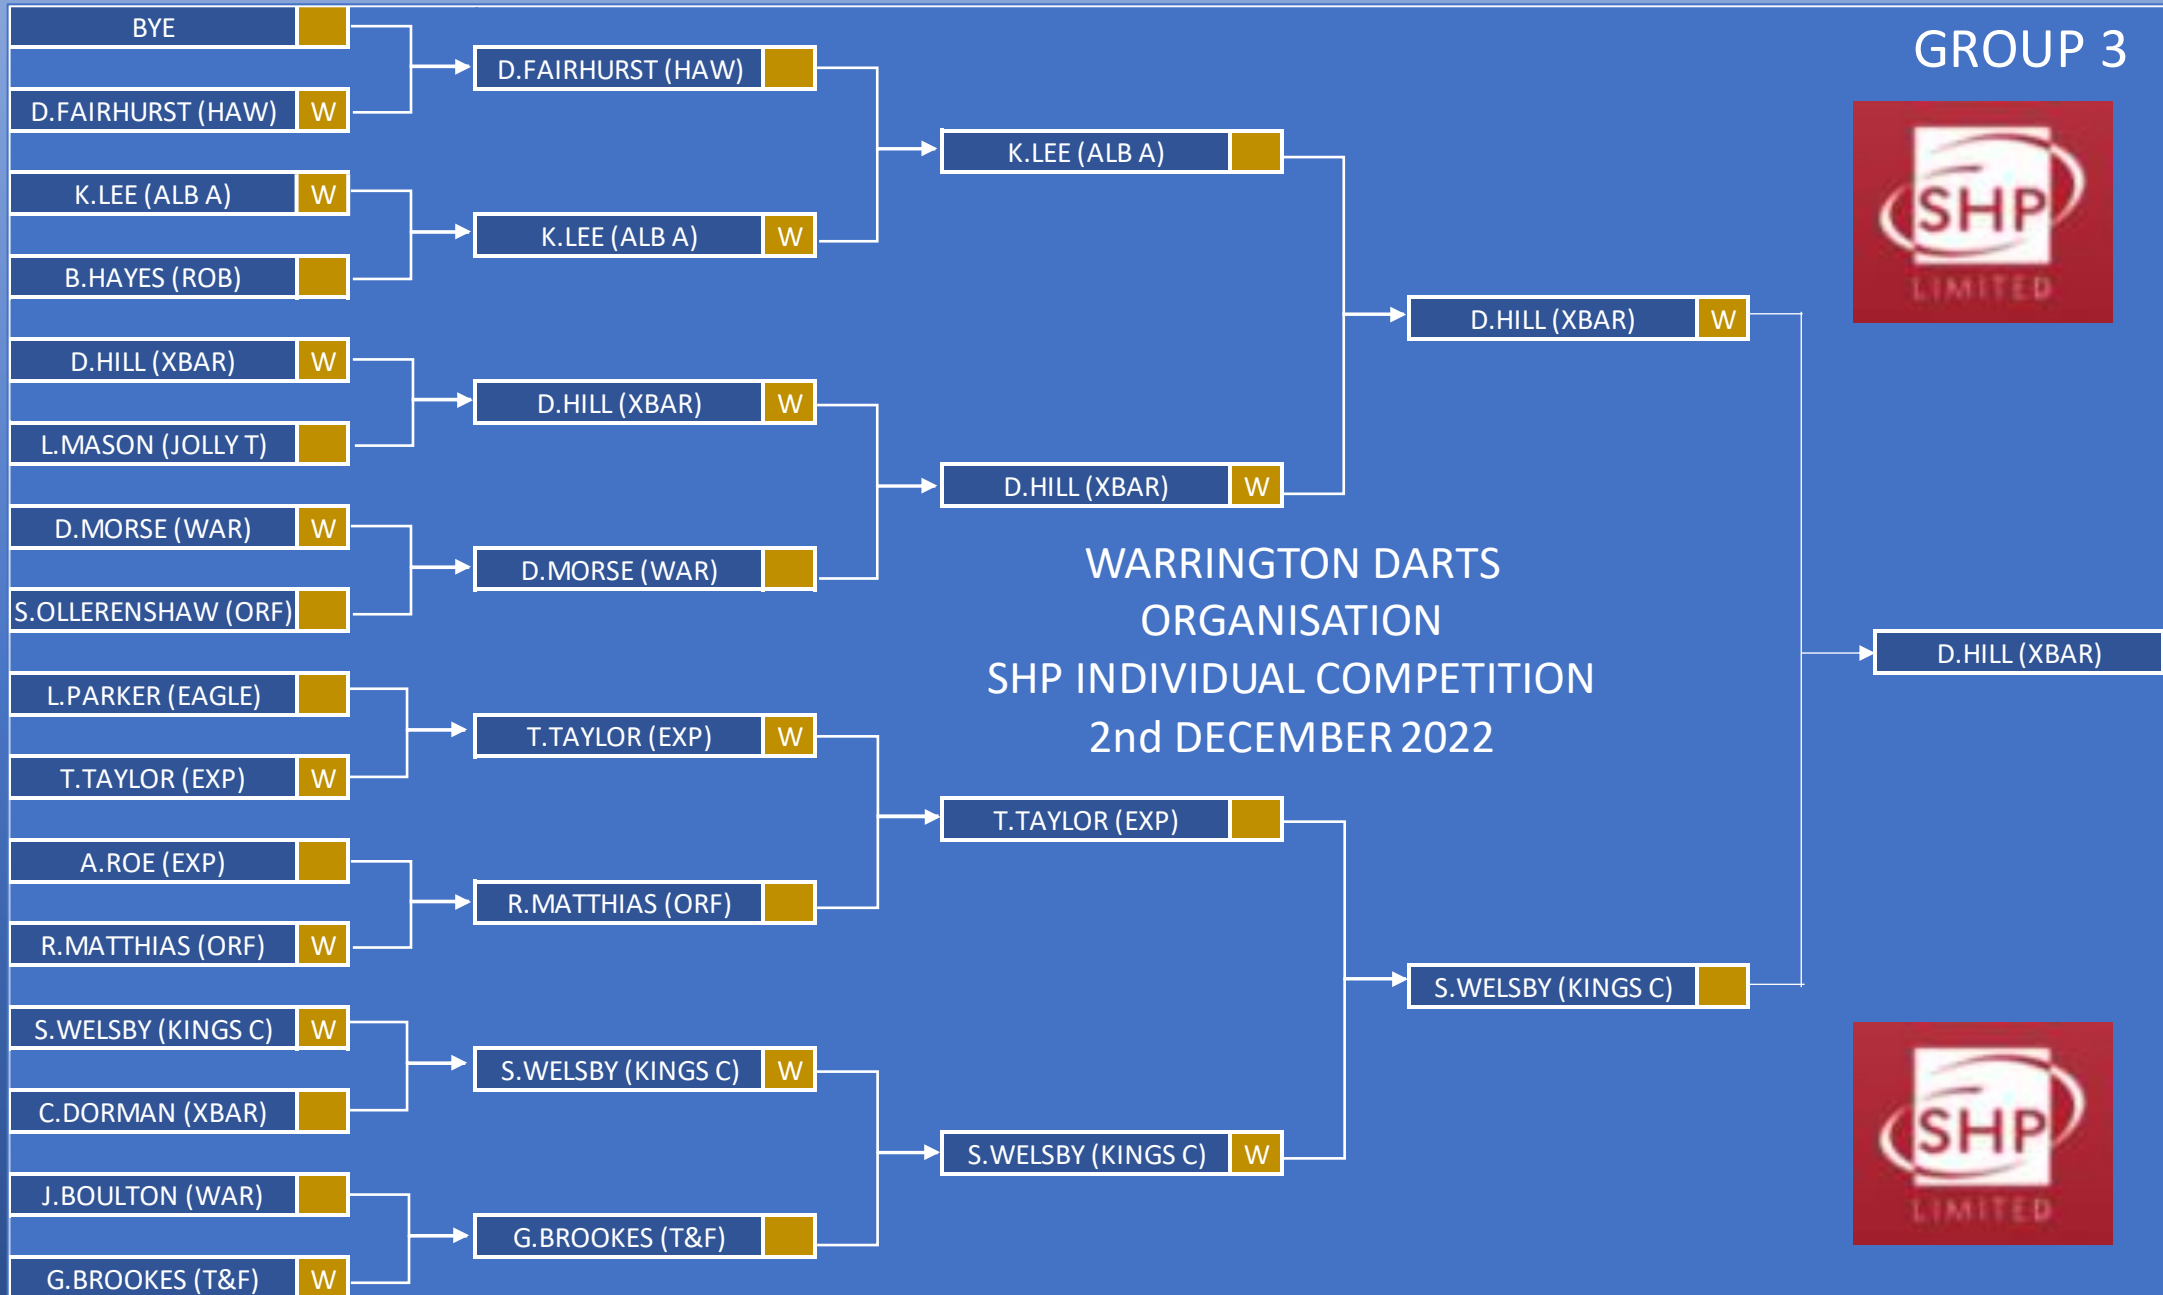 GROUP 3
SHP
LIMITED
BYE
D.FAIRHURST (HAW) W
K.LEE (ALB A) W
B.HAYES (ROB)
D.HILL (XBAR) W
L.MASON (JOLLY T)
D.MORSE (WAR) W
S.OLLERENSHAW (ORF)
L.PARKER (EAGLE)
T.TAYLOR (EXP) W
A.ROE (EXP)
R.MATTHIAS (ORF) W
S.WELSBY (KINGS C) W
C.DORMAN (XBAR)
J.BOULTON (WAR)
G.BROOKES (T&F) W
D.FAIRHURST (HAW)
K.LEE (ALB A) W
D.HILL (XBAR) W
D.MORSE (WAR)
T.TAYLOR (EXP) W
R.MATTHIAS (ORF)
S.WELSBY (KINGS C) W
G.BROOKES (T&F)
K.LEE (ALB A)
D.HILL (XBAR) W
T.TAYLOR (EXP)
S.WELSBY (KINGS C) W
WARRINGTON DARTS
ORGANISATION
SHP INDIVIDUAL COMPETITION
2nd DECEMBER 2022
D.HILL (XBAR) W
S.WELSBY (KINGS C)
D.HILL (XBAR)
SHP
LIMITED